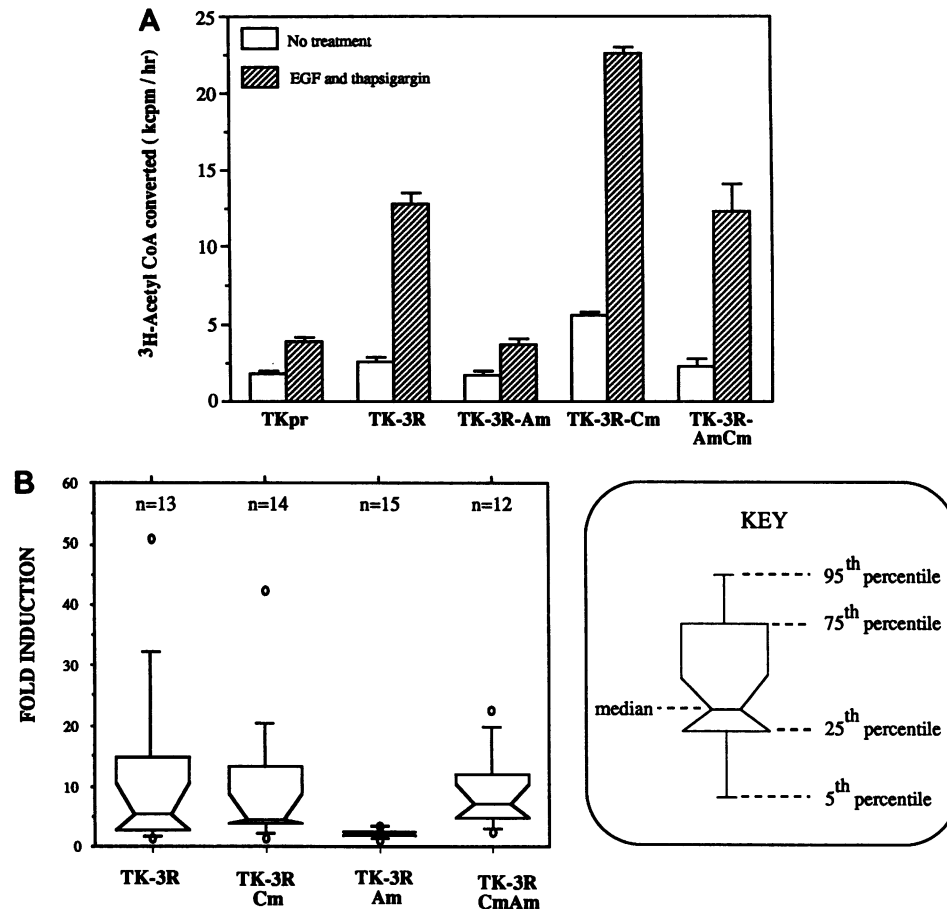 A
³H-Acetyl CoA converted ( kcpm / hr)
25
20
15
10
5
0
No treatment
EGF and thapsigargin
TKpr
TK-3R
TK-3R-Am
TK-3R-Cm
TK-3R-
AmCm
B
FOLD INDUCTION
60
50
40
30
20
10
0
n=13
n=14
n=15
n=12
TK-3R
TK-3R
Cm
TK-3R
Am
TK-3R
CmAm
KEY
95th percentile
75th percentile
median
25th percentile
5th percentile